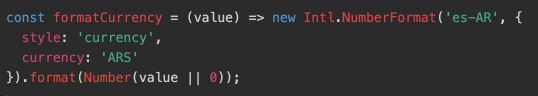 const formatCurrency = (value) => new Intl.NumberFormat('es-AR', {
  style: 'currency',
  currency: 'ARS'
}).format(Number(value || 0));